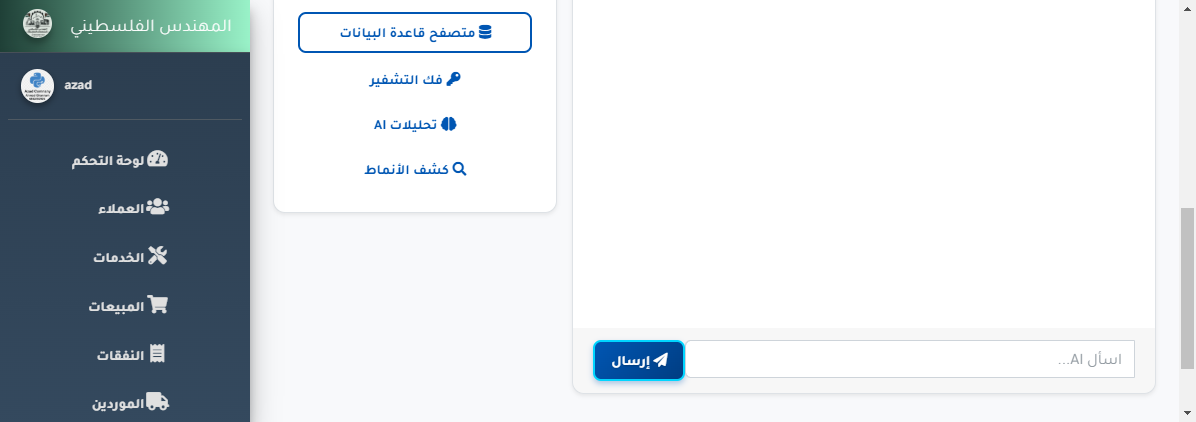 المهندس الفلسطيني
azad
لوحة التحكم
العملاء
الخدمات
المبيعات
النفقات
الموردين
متصفح قاعدة البيانات
فك التشفير
تحليلات AI
كشف الأنماط
اسأل AI...
إرسال